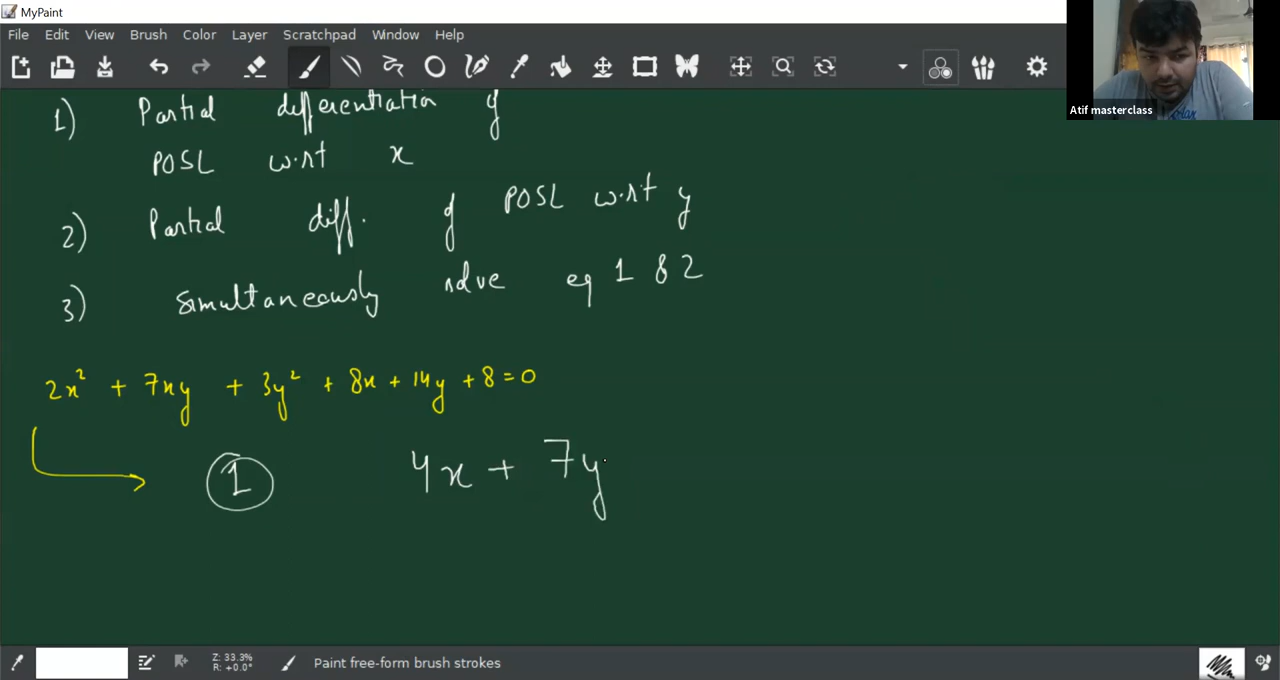 MyPaint
File Edit View Brush Color Layer Scratchpad Window Help
Atif masterclass
1) Partial differentiation of
POSL w.r.t x
2) Partial diff. of POSL w.r.t y
3) Simultaneously solve eq 1 & 2
2x² + 7xy + 3y² + 8x + 14y + 8 = 0
1 4x + 7y
Z: 33.3%
R: +0.0°
Paint free-form brush strokes